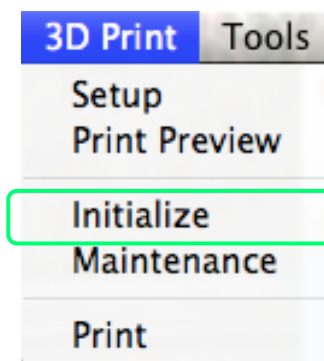 3D Print Tools
Setup
Print Preview
Initialize
Maintenance
Print